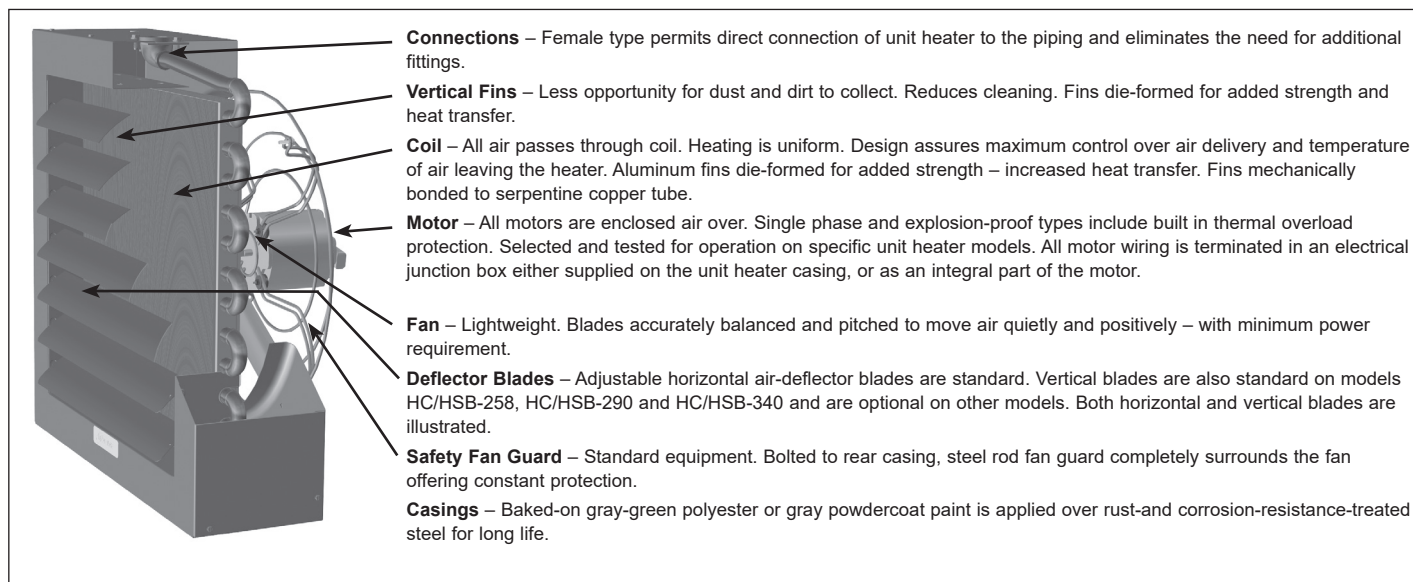 Connections – Female type permits direct connection of unit heater to the piping and eliminates the need for additional
fittings.
Vertical Fins – Less opportunity for dust and dirt to collect. Reduces cleaning. Fins die-formed for added strength and
heat transfer.
Coil – All air passes through coil. Heating is uniform. Design assures maximum control over air delivery and temperature
of air leaving the heater. Aluminum fins die-formed for added strength – increased heat transfer. Fins mechanically
bonded to serpentine copper tube.
Motor – All motors are enclosed air over. Single phase and explosion-proof types include built in thermal overload
protection. Selected and tested for operation on specific unit heater models. All motor wiring is terminated in an electrical
junction box either supplied on the unit heater casing, or as an integral part of the motor.
Fan – Lightweight. Blades accurately balanced and pitched to move air quietly and positively – with minimum power
requirement.
Deflector Blades – Adjustable horizontal air-deflector blades are standard. Vertical blades are also standard on models
HC/HSB-258, HC/HSB-290 and HC/HSB-340 and are optional on other models. Both horizontal and vertical blades are
illustrated.
Safety Fan Guard – Standard equipment. Bolted to rear casing, steel rod fan guard completely surrounds the fan
offering constant protection.
Casings – Baked-on gray-green polyester or gray powdercoat paint is applied over rust-and corrosion-resistance-treated
steel for long life.